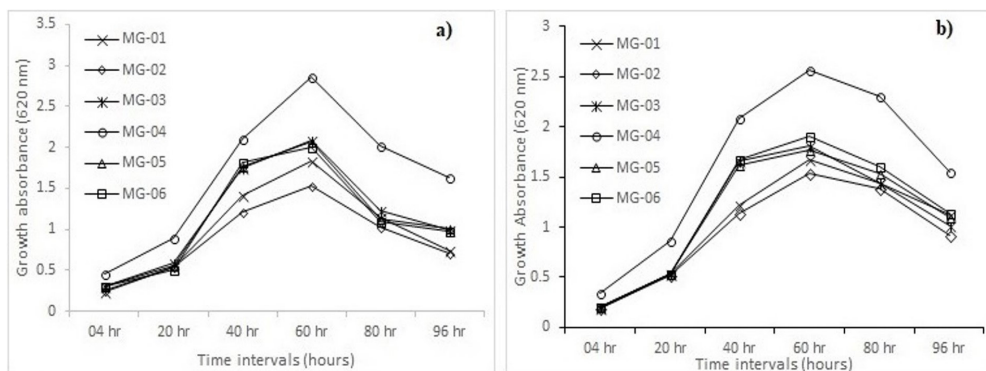 a)
3.5
3
2.5
2
1.5
1
0.5
0
Growth absorbance (620 nm)
MG-01
MG-02
MG-03
MG-04
MG-05
MG-06
04 hr 20 hr 40 hr 60 hr 80 hr 96 hr
Time intervals (hours)
b)
3
2.5
2
1.5
1
0.5
0
Growth Absorbance (620 nm)
MG-01
MG-02
MG-03
MG-04
MG-05
MG-06
04 hr 20 hr 40 hr 60 hr 80 hr 96 hr
Time intervals (hours)